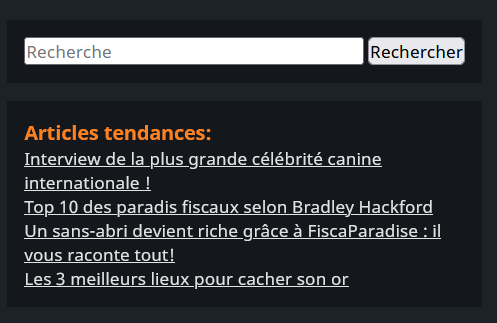 Recherche Rechercher
Articles tendances:
Interview de la plus grande célébrité canine
internationale !
Top 10 des paradis fiscaux selon Bradley Hackford
Un sans-abri devient riche grâce à FiscaParadise : il
vous raconte tout!
Les 3 meilleurs lieux pour cacher son or